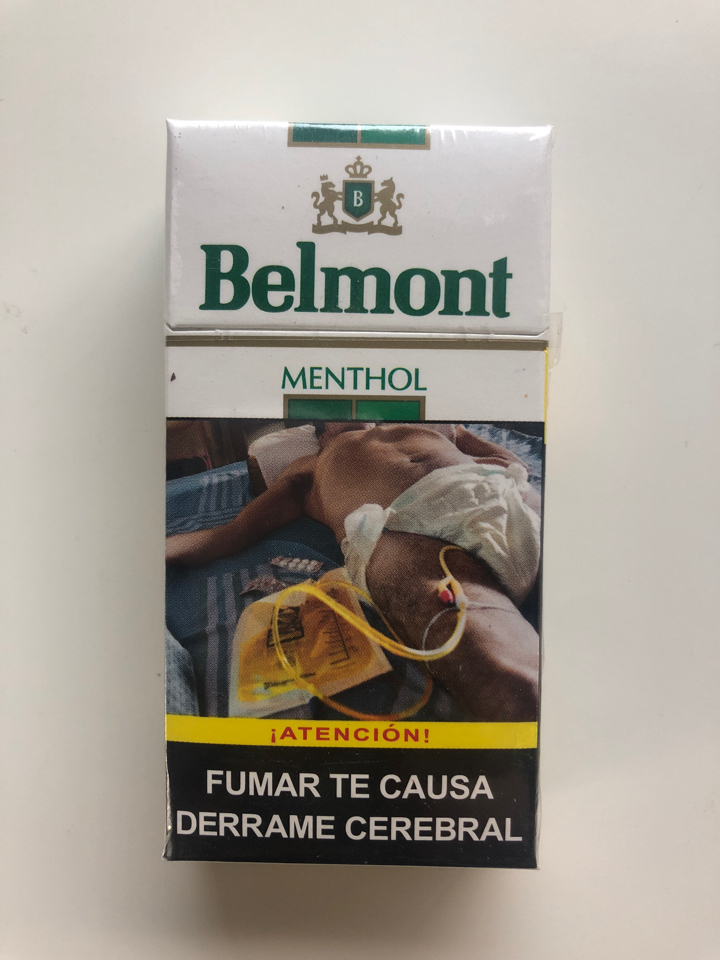 B
Belmont
MENTHOL
¡ATENCIÓN!
FUMAR TE CAUSA
DERRAME CEREBRAL